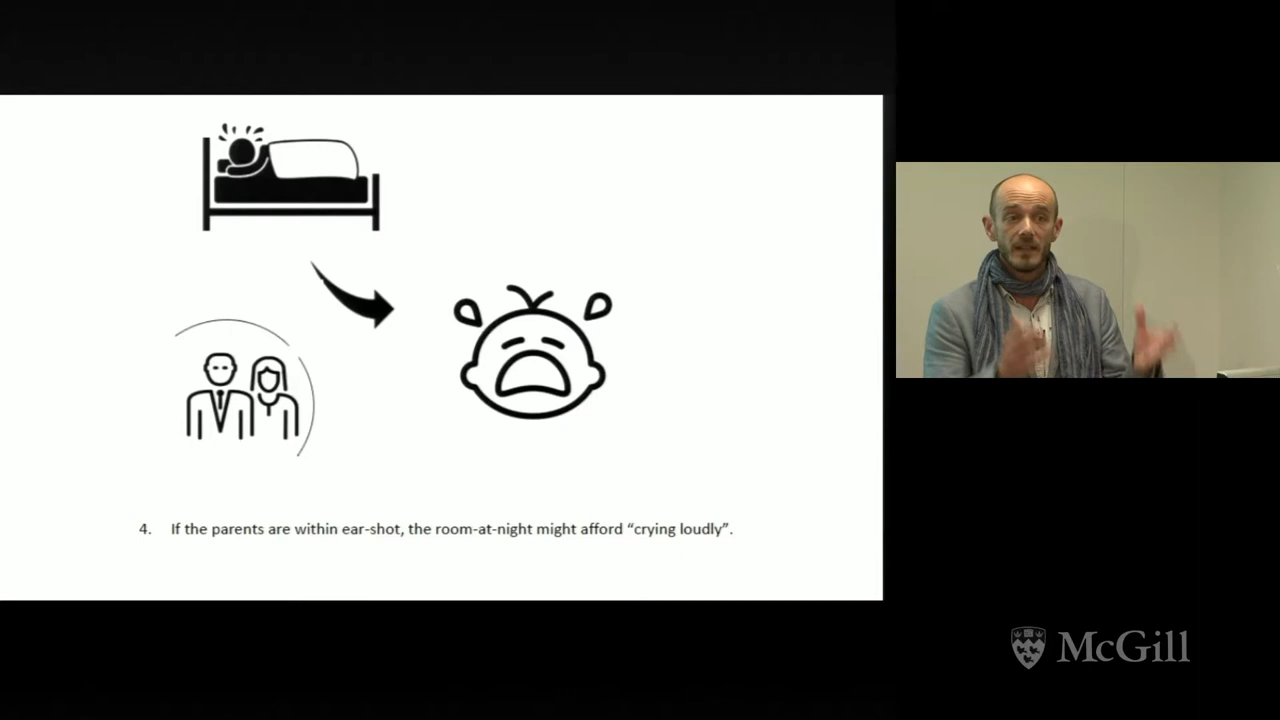 4. If the parents are within ear-shot, the room-at-night might afford “crying loudly”.
McGill